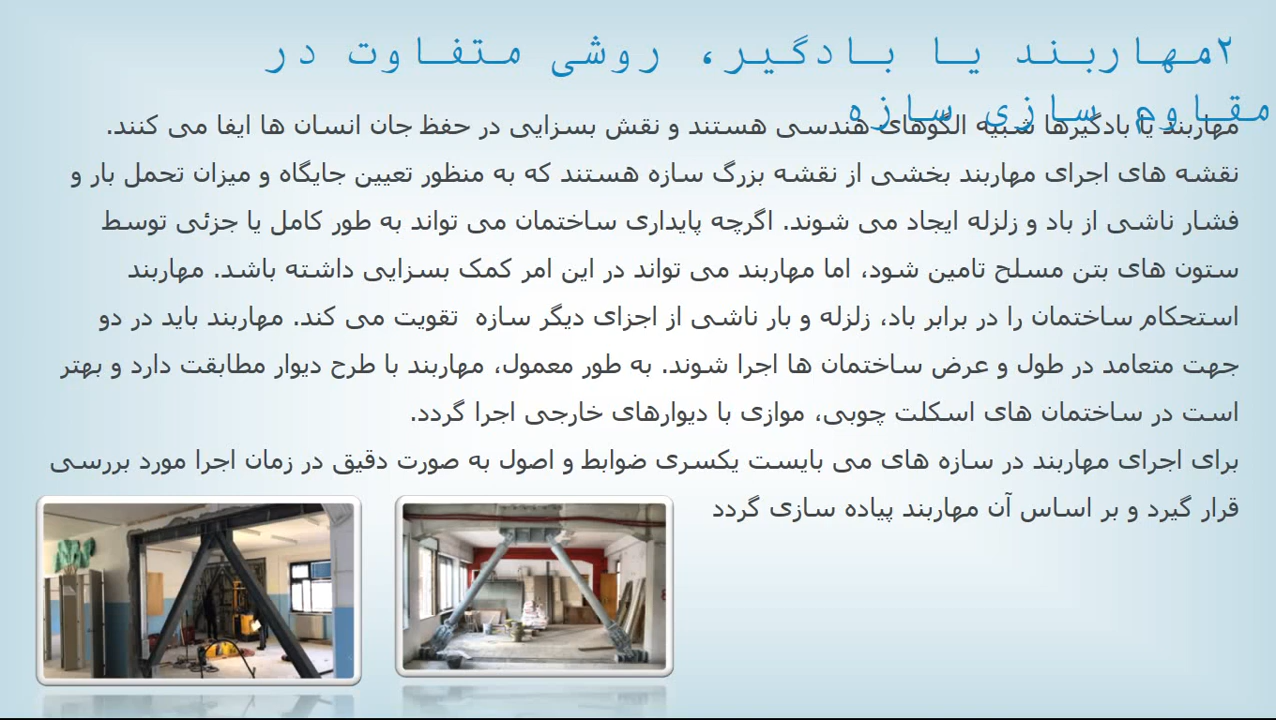 ۲.مهاربند یا بادگیر، روشی متفاوت در
مقاوم سازی سازه
مهاربند یا بادگیرها شبیه الگوهای هندسی هستند و نقش بسزایی در حفظ جان انسان ها ایفا می کنند.
نقشه های اجرای مهاربند بخشی از نقشه بزرگ سازه هستند که به منظور تعیین جایگاه و میزان تحمل بار و
فشار ناشی از باد و زلزله ایجاد می شوند. اگرچه پایداری ساختمان می تواند به طور کامل یا جزئی توسط
ستون های بتن مسلح تامین شود، اما مهاربند می تواند در این امر کمک بسزایی داشته باشد. مهاربند
استحکام ساختمان را در برابر باد، زلزله و بار ناشی از اجزای دیگر سازه تقویت می کند. مهاربند باید در دو
جهت متعامد در طول و عرض ساختمان ها اجرا شوند. به طور معمول، مهاربند با طرح دیوار مطابقت دارد و بهتر
است در ساختمان های اسکلت چوبی، موازی با دیوارهای خارجی اجرا گردد.
برای اجرای مهاربند در سازه های می بایست یکسری ضوابط و اصول به صورت دقیق در زمان اجرا مورد بررسی
قرار گیرد و بر اساس آن مهاربند پیاده سازی گردد